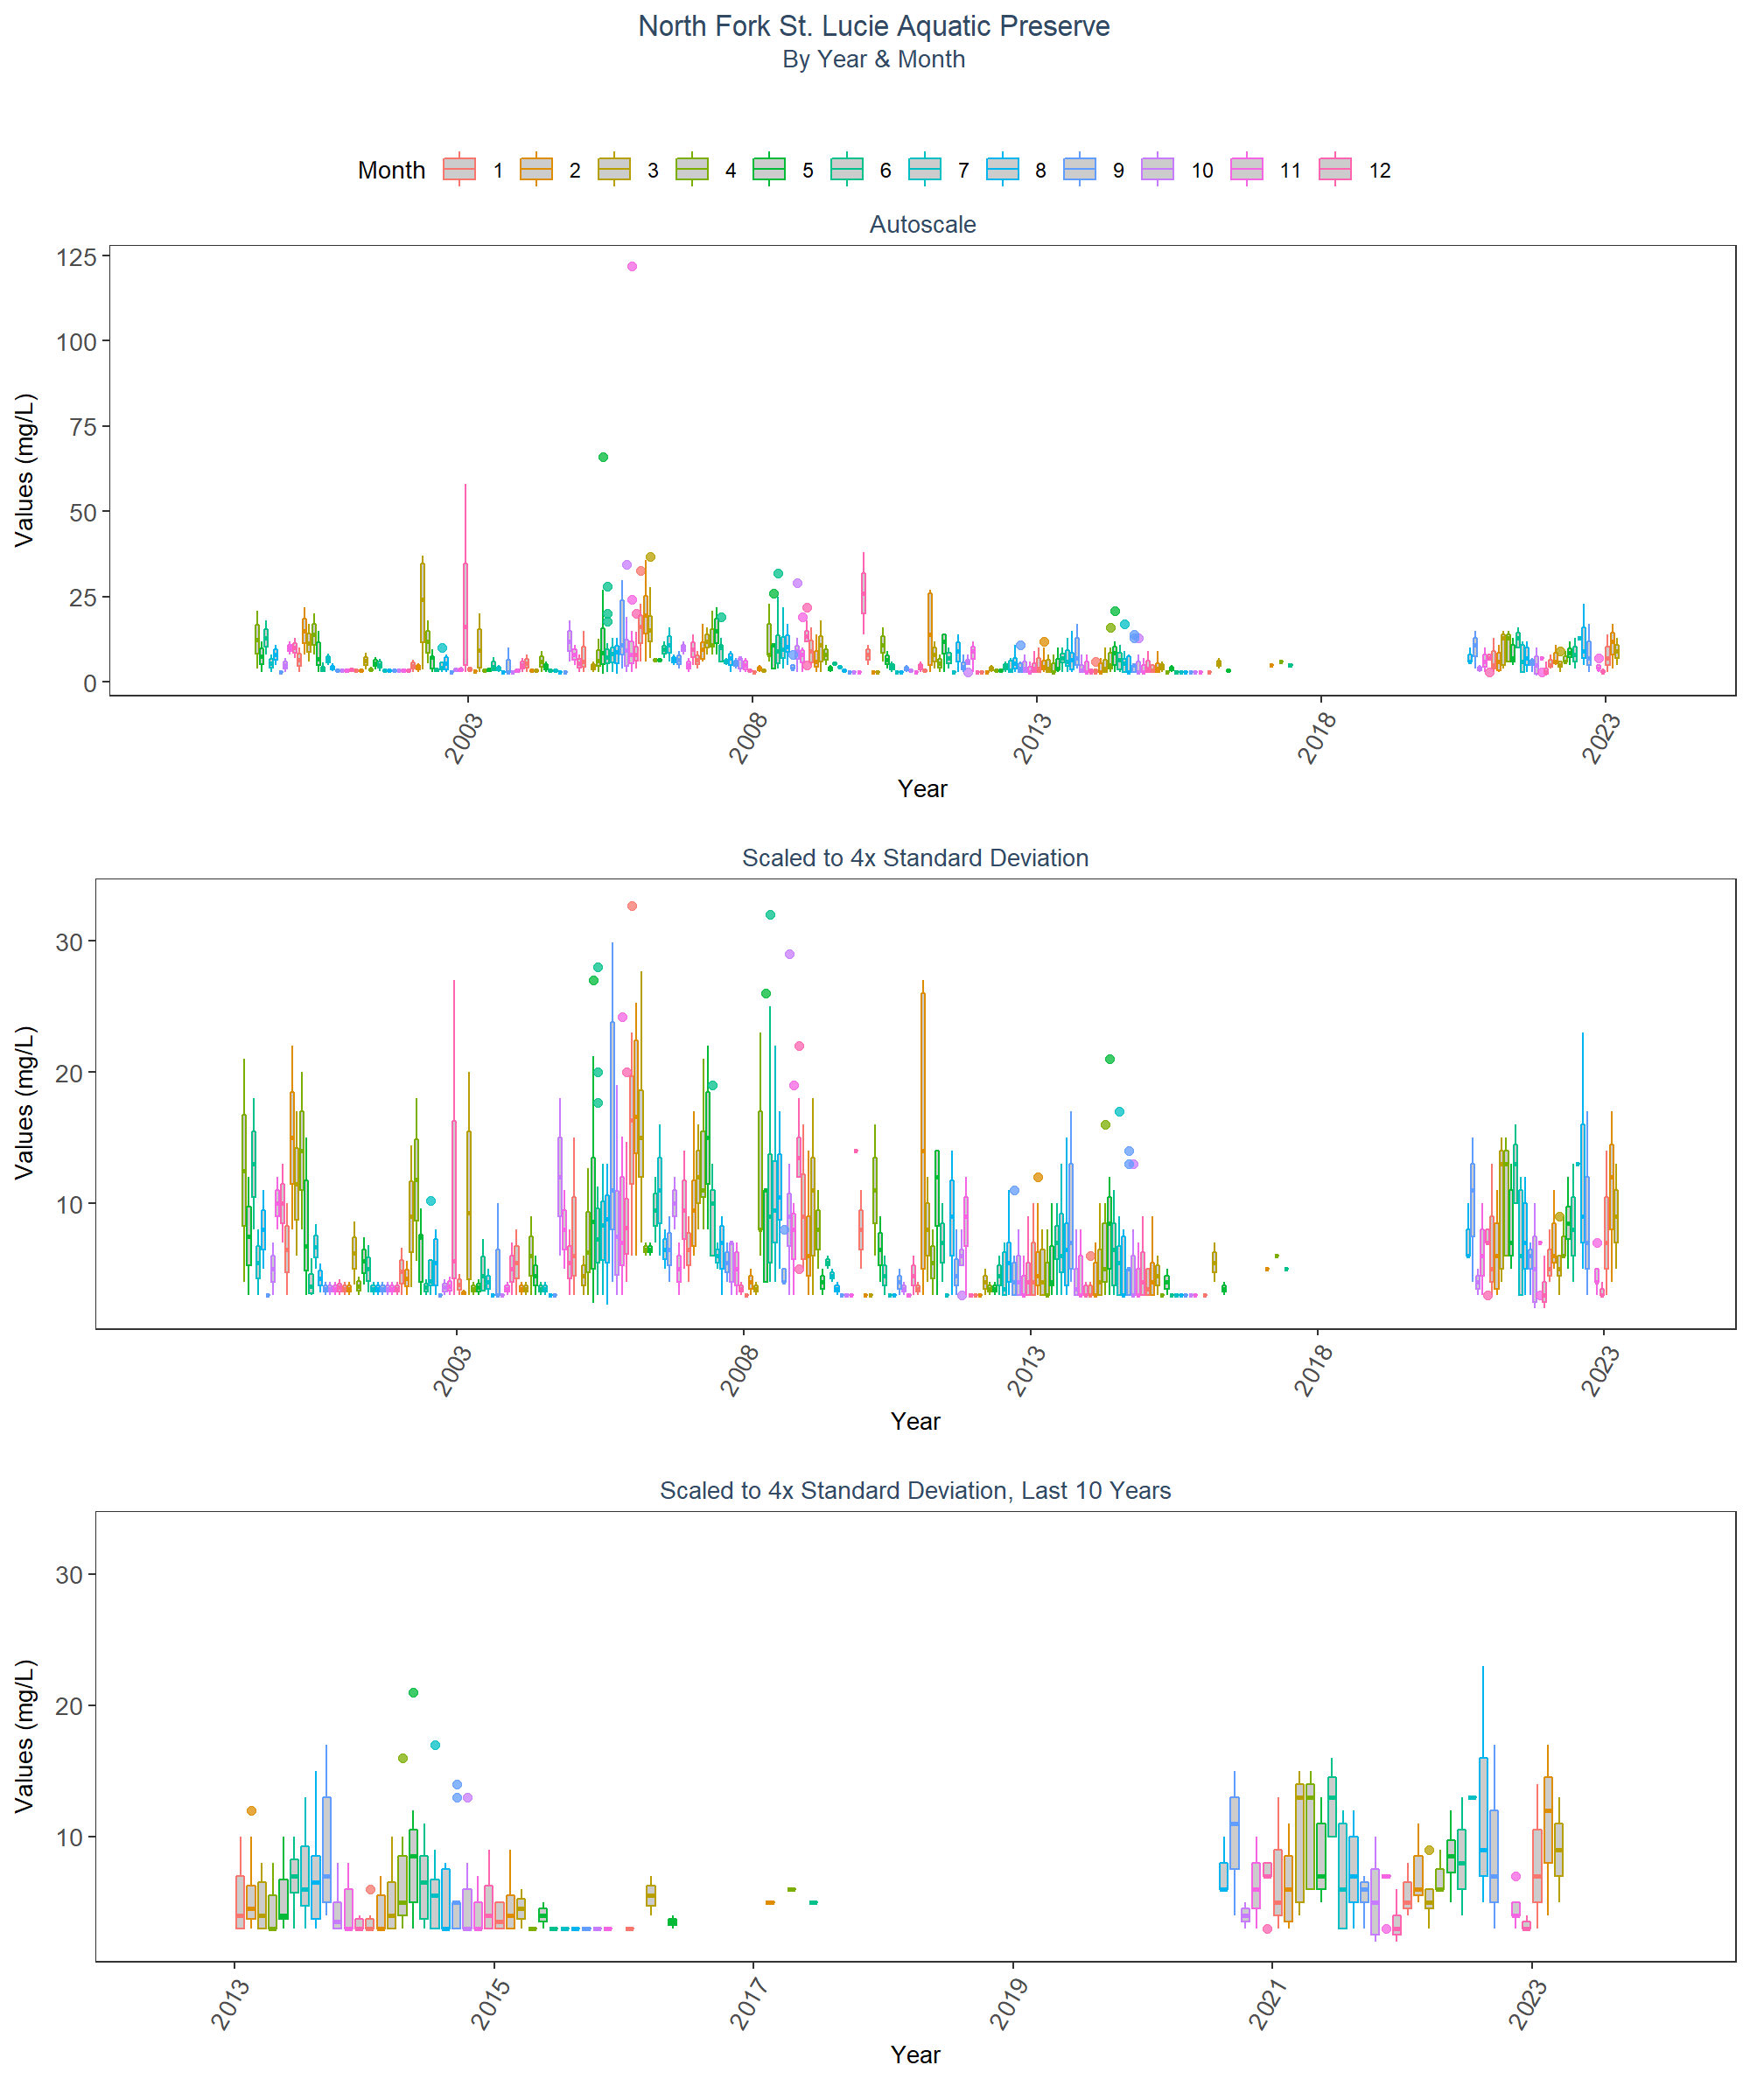 North Fork St. Lucie Aquatic Preserve
By Year & Month
Month 1 2 3 4 5 6 7 8 9 10 11 12
Autoscale
125
100
75
50
25
0
Values (mg/L)
2003 2008 2013 2018 2023
Year
Scaled to 4x Standard Deviation
30
20
10
Values (mg/L)
2003 2008 2013 2018 2023
Year
Scaled to 4x Standard Deviation, Last 10 Years
30
20
10
Values (mg/L)
2013 2015 2017 2019 2021 2023
Year